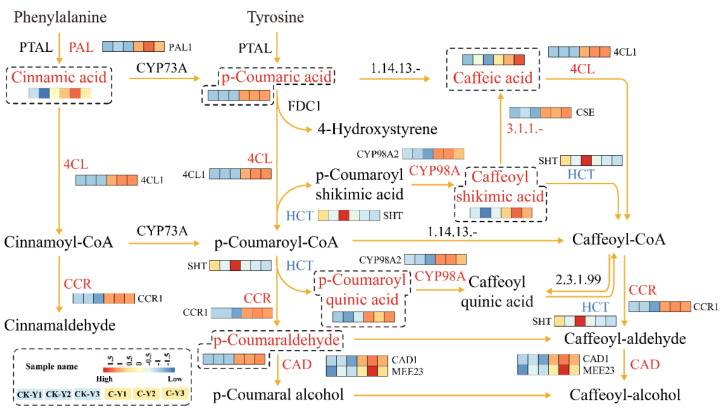 Phenylalanine Tyrosine
PTAL PAL PAL1 PTAL 4CL1
Cinnamic acid CYP73A p-Coumaric acid 1.14.13.- Caffeic acid 4CL
FDC1 CSE
4-Hydroxystyrene 3.1.1.-
4CL 4CL1 4CL1 4CL CYP98A2 SHT
p-Coumaroyl shikimic acid CYP98A Caffeoyl shikimic acid HCT
HCT SHT
Cinnamoyl-CoA CYP73A p-Coumaroyl-CoA 1.14.13.- Caffeoyl-CoA
SHT HCT CYP98A2
CCR CCR1 p-Coumaroyl quinic acid CYP98A Caffeoyl quinic acid 2.3.1.99 CCR
HCT CCR1
CCR1 CCR SHT
Cinnamaldehyde
p-Coumaraldehyde Caffeoyl-aldehyde
Sample name 1.5 1 0.5 0 -0.5 -1 -1.5
High Low
CAD CAD1 CAD1 CAD
MEE23 MEE23
CK-Y1 CK-Y2 CK-Y3 C-Y1 C-Y2 C-Y3
p-Coumaral alcohol Caffeoyl-alcohol